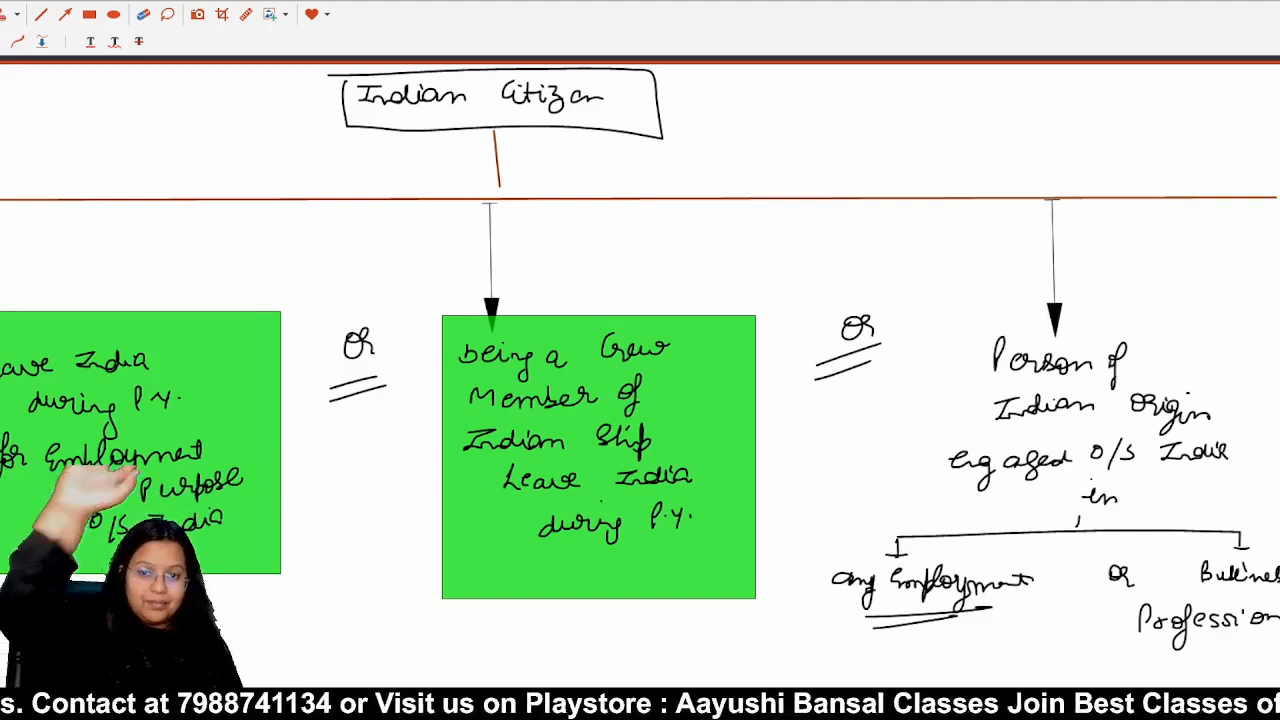 Indian Citizen
Leave India
during P.Y.
for Employment
Purpose
O/S India
OR
being a Crew
Member of
Indian Ship
Leave India
during P.Y.
OR
Person of
Indian Origin
engaged O/S India
in
any Employment
OR
Profession
s. Contact at 7988741134 or Visit us on Playstore : Aayushi Bansal Classes Join Best Classes of